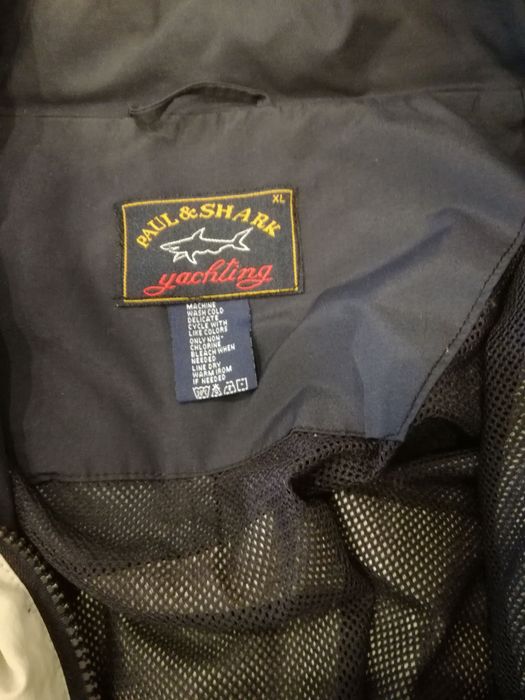 XL
PAUL & SHARK
yachting
MACHINE
WASH COLD
DELICATE
CYCLE WITH
LIKE COLORS
ONLY NON-
CHLORINE
BLEACH WHEN
NEEDED
LINE DRY
WARM IROM
IF NEEDED